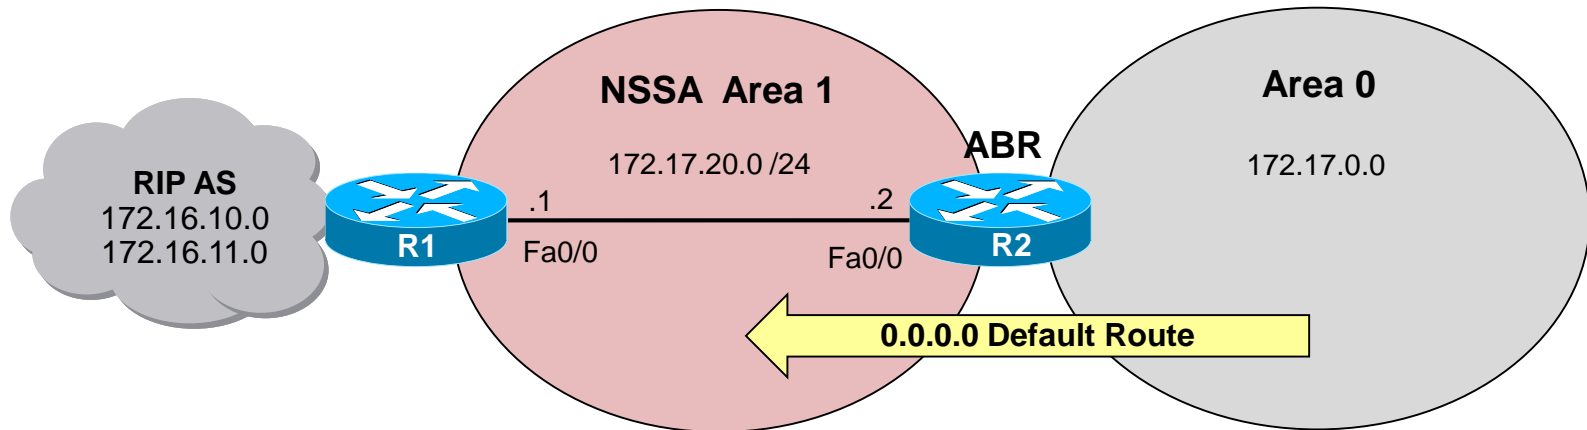 RIP AS
172.16.10.0
172.16.11.0
R1
NSSA  Area 1
172.17.20.0 /24
.1
.2
Fa0/0
Fa0/0
ABR
R2
Area 0
172.17.0.0
0.0.0.0 Default Route